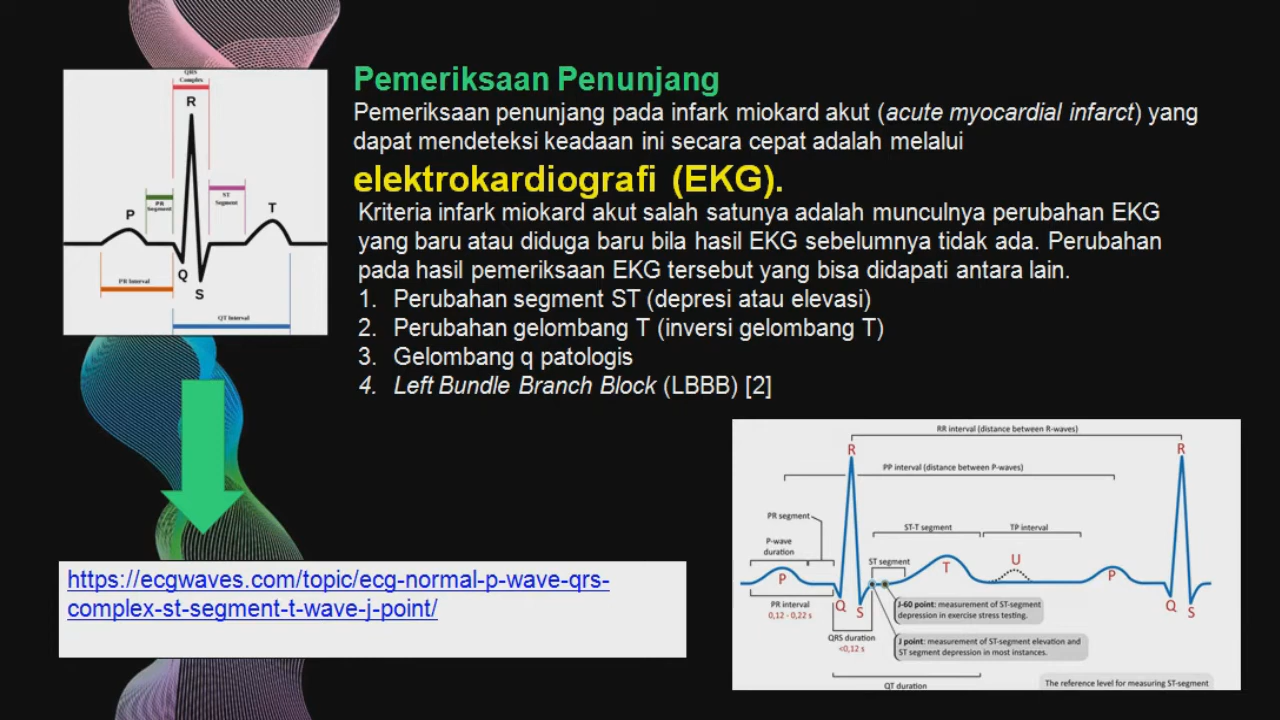 QRS
Complex
R
PR
Segment
ST
Segment
P
T
Q
S
PR Interval
QT Interval
Pemeriksaan Penunjang
Pemeriksaan penunjang pada infark miokard akut (acute myocardial infarct) yang
dapat mendeteksi keadaan ini secara cepat adalah melalui
elektrokardiografi (EKG).
Kriteria infark miokard akut salah satunya adalah munculnya perubahan EKG
yang baru atau diduga baru bila hasil EKG sebelumnya tidak ada. Perubahan
pada hasil pemeriksaan EKG tersebut yang bisa didapati antara lain.
1. Perubahan segment ST (depresi atau elevasi)
2. Perubahan gelombang T (inversi gelombang T)
3. Gelombang q patologis
4. Left Bundle Branch Block (LBBB) [2]
https://ecgwaves.com/topic/ecg-normal-p-wave-qrs-
complex-st-segment-t-wave-j-point/
RR interval (distance between R-waves)
R
R
PP interval (distance between P-waves)
PR segment
ST-T segment
TP interval
P-wave
duration
ST segment
U
P
T
P
PR interval
0,12 - 0,22 s
Q
S
Q
S
J-60 point: measurement of ST-segment
depression in exercise stress testing.
QRS duration
<0,12 s
J point: measurement of ST-segment elevation and
ST segment depression in most instances.
QT duration
The reference level for measuring ST-segment